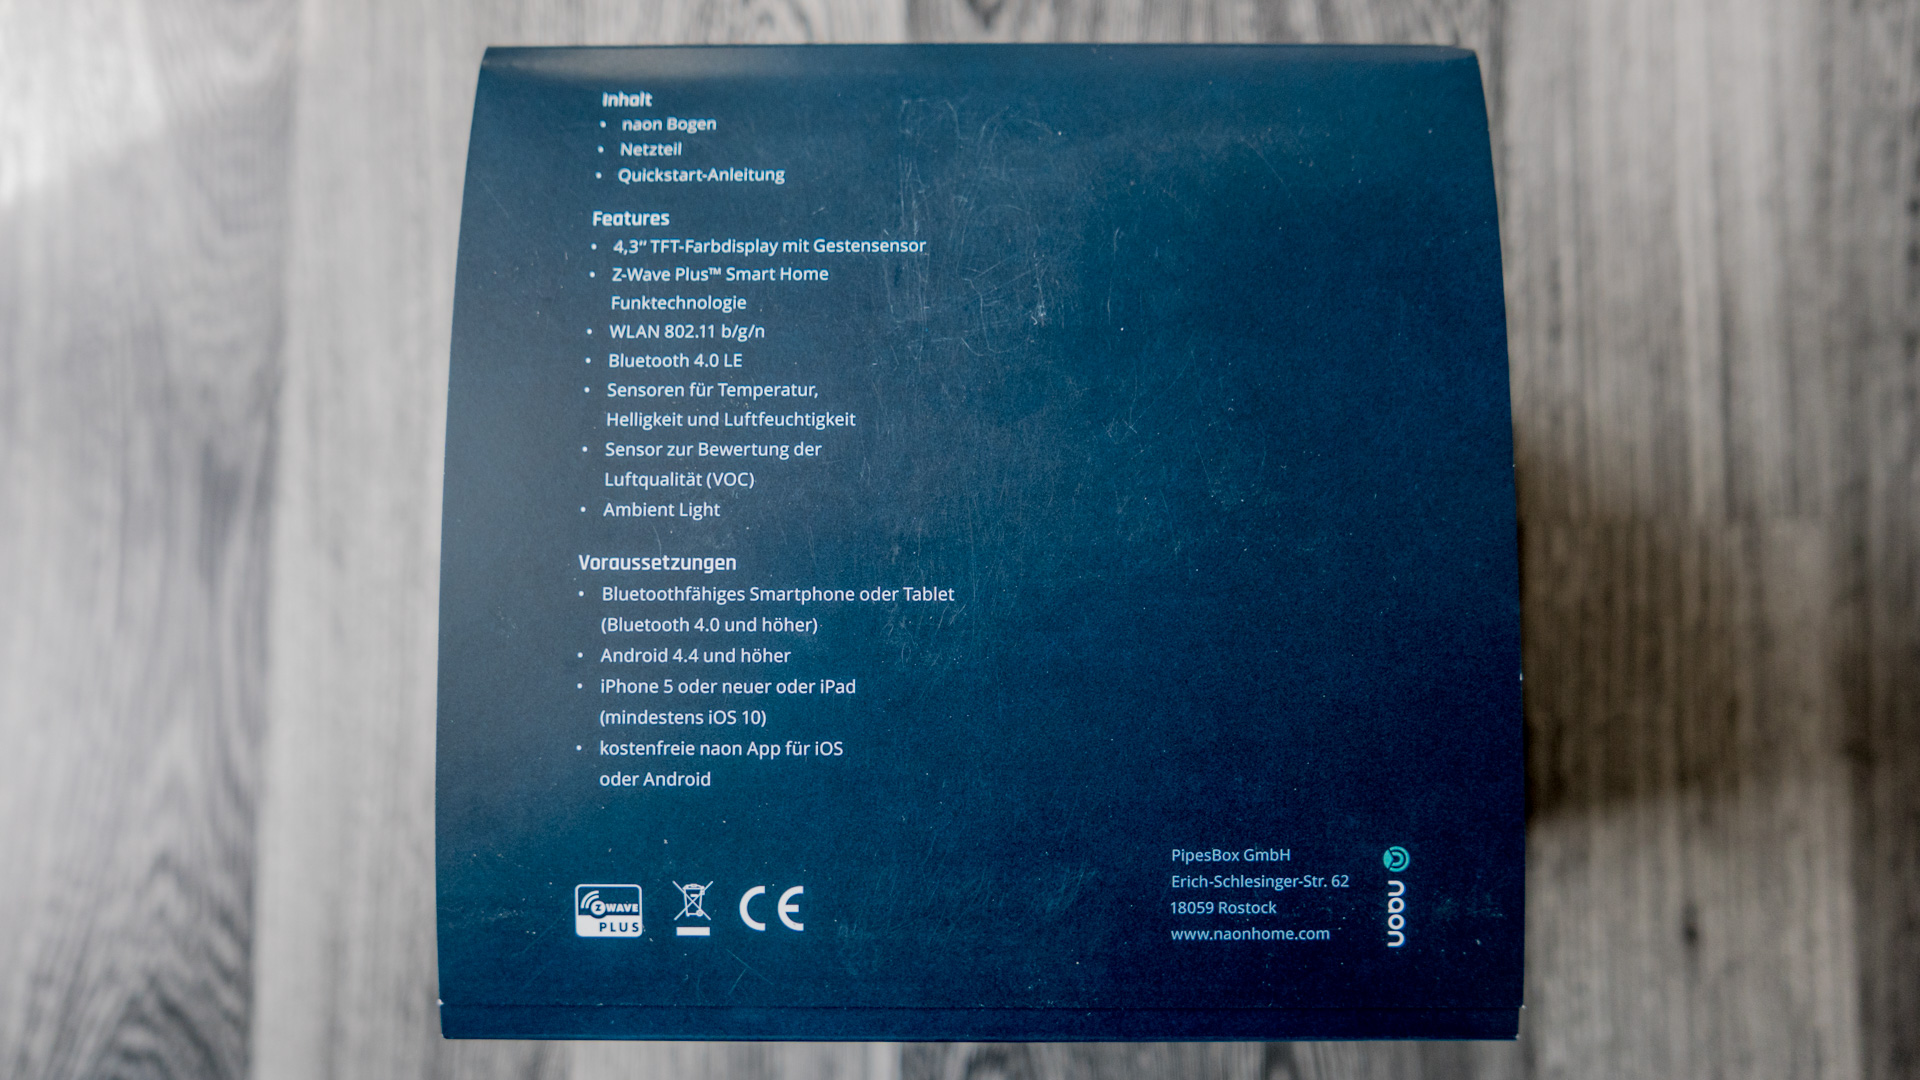 Inhalt
• naon Bogen
• Netzteil
• Quickstart-Anleitung
Features
• 4,3“ TFT-Farbdisplay mit Gestensensor
• Z-Wave Plus™ Smart Home
Funktechnologie
• WLAN 802.11 b/g/n
• Bluetooth 4.0 LE
• Sensoren für Temperatur,
Helligkeit und Luftfeuchtigkeit
• Sensor zur Bewertung der
Luftqualität (VOC)
• Ambient Light
Voraussetzungen
• Bluetoothfähiges Smartphone oder Tablet
(Bluetooth 4.0 und höher)
• Android 4.4 und höher
• iPhone 5 oder neuer oder iPad
(mindestens iOS 10)
• kostenfreie naon App für iOS
oder Android
Z WAVE
PLUS
CE
PipesBox GmbH
Erich-Schlesinger-Str. 62
18059 Rostock
www.naonhome.com
naon